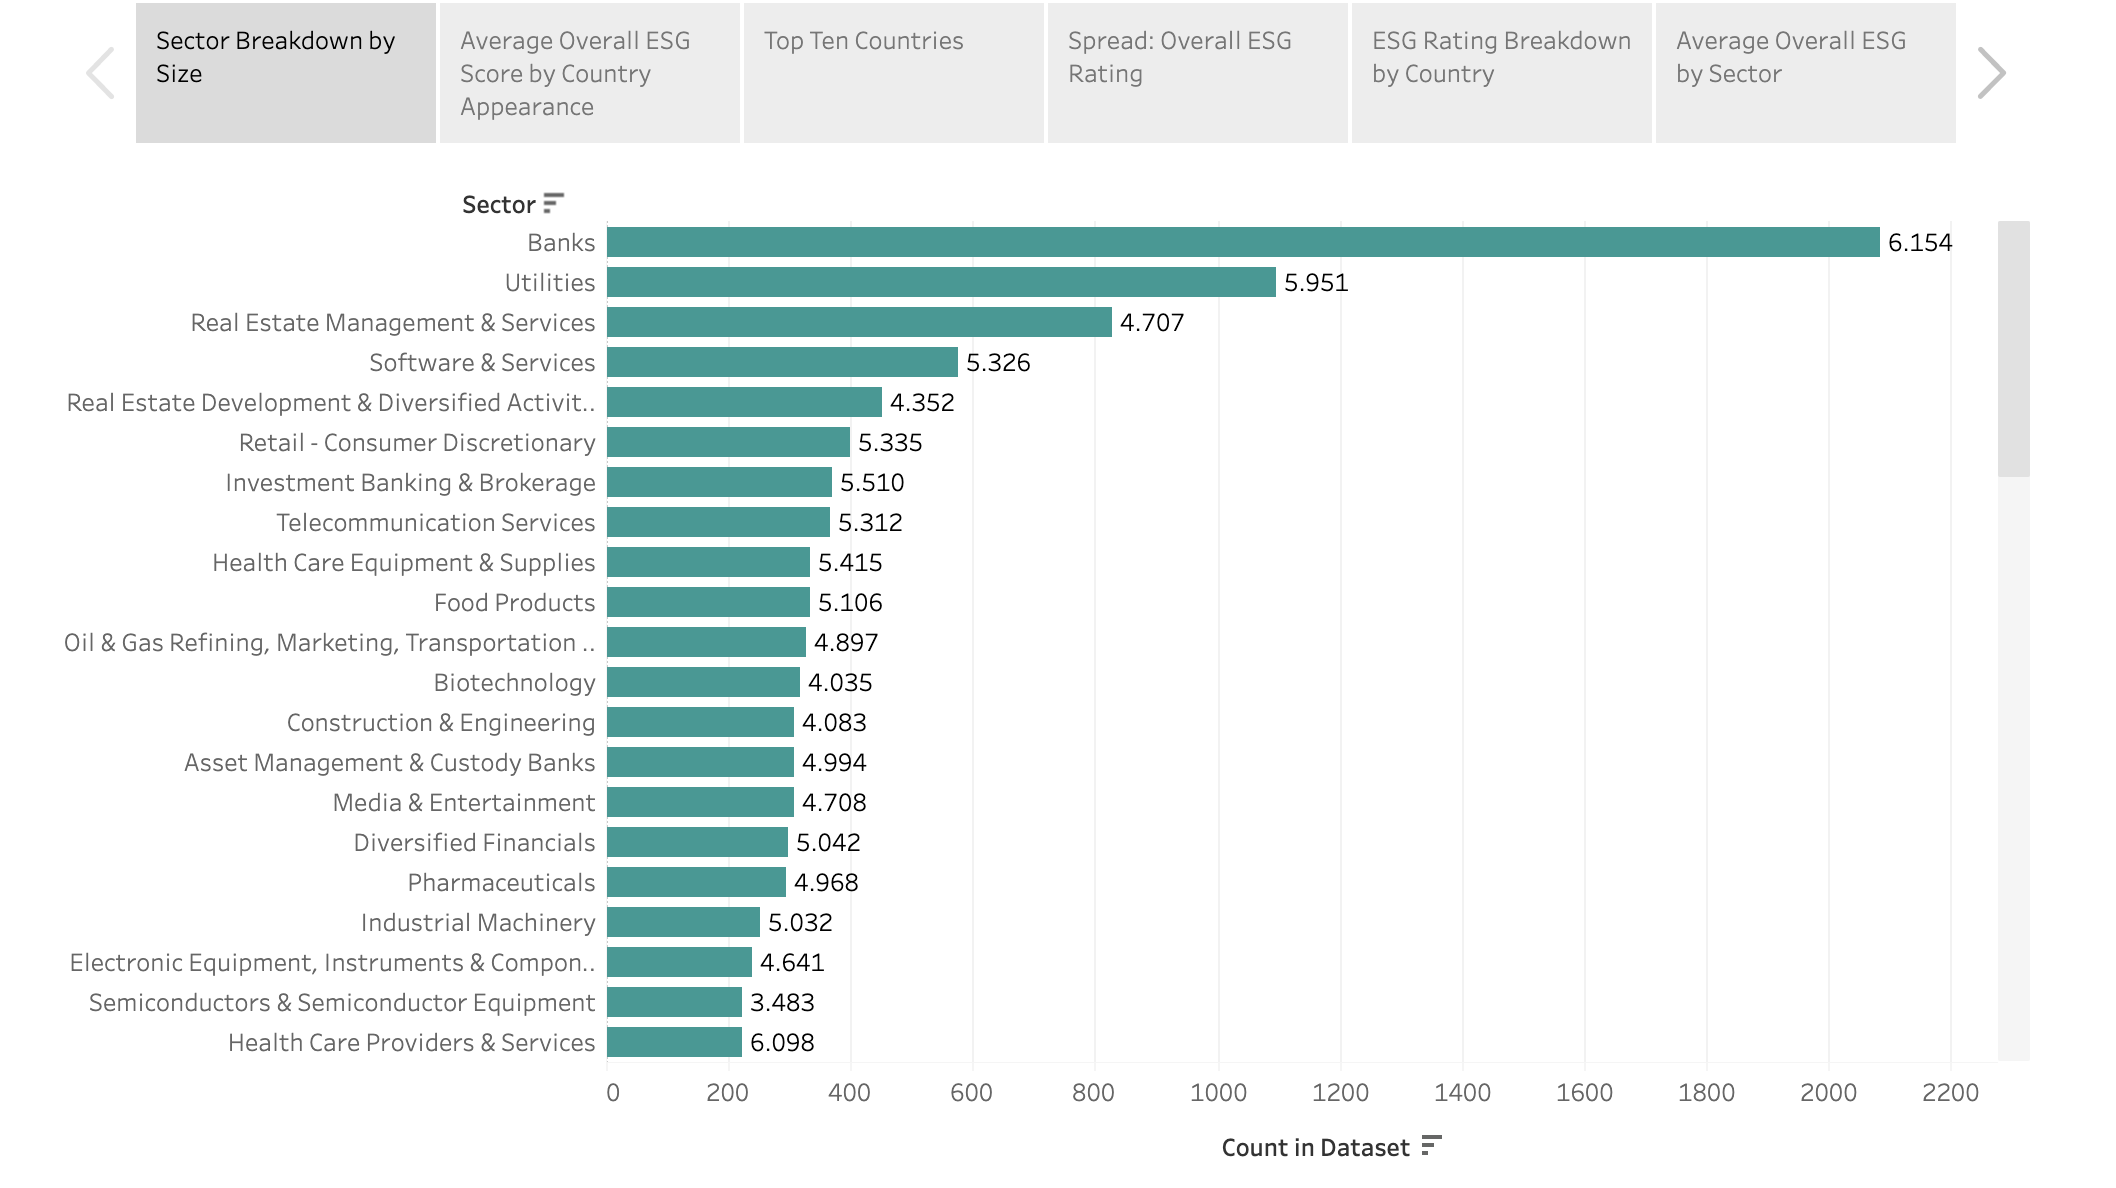 Sector Breakdown by
Size
Average Overall ESG
Score by Country
Appearance
Top Ten Countries
Spread: Overall ESG
Rating
ESG Rating Breakdown
by Country
Average Overall ESG
by Sector
Sector
Banks 6.154
Utilities 5.951
Real Estate Management & Services 4.707
Software & Services 5.326
Real Estate Development & Diversified Activit.. 4.352
Retail - Consumer Discretionary 5.335
Investment Banking & Brokerage 5.510
Telecommunication Services 5.312
Health Care Equipment & Supplies 5.415
Food Products 5.106
Oil & Gas Refining, Marketing, Transportation .. 4.897
Biotechnology 4.035
Construction & Engineering 4.083
Asset Management & Custody Banks 4.994
Media & Entertainment 4.708
Diversified Financials 5.042
Pharmaceuticals 4.968
Industrial Machinery 5.032
Electronic Equipment, Instruments & Compon.. 4.641
Semiconductors & Semiconductor Equipment 3.483
Health Care Providers & Services 6.098
0 200 400 600 800 1000 1200 1400 1600 1800 2000 2200
Count in Dataset